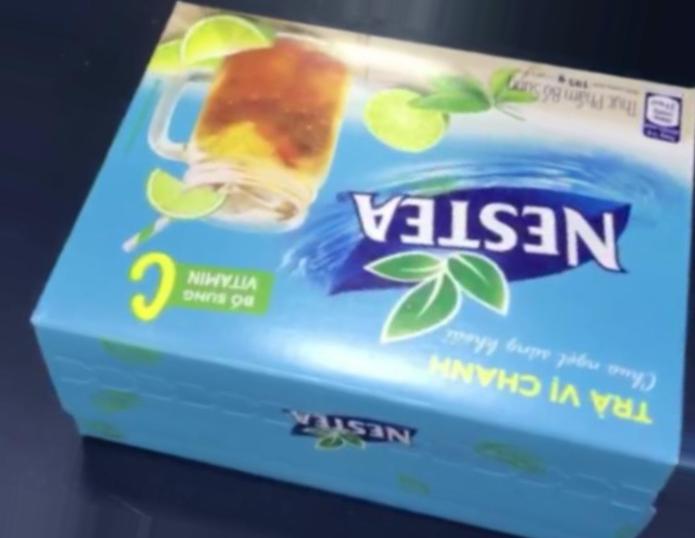 TRÀ VỊ CHANH
Chua ngọt sảng khoái
NESTEA
BỔ SUNG
VITAMIN
C
Thực Phẩm Bổ Sung
NESTEA